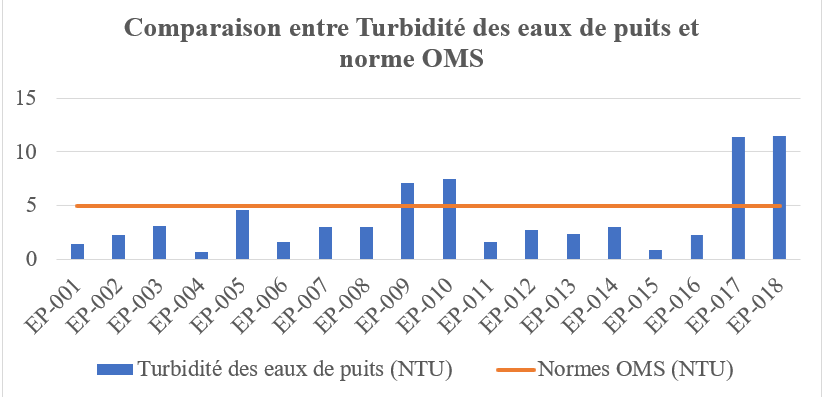 Comparaison entre Turbidité des eaux de puits et
norme OMS
15
10
5
0
EP-001
EP-002
EP-003
EP-004
EP-005
EP-006
EP-007
EP-008
EP-009
EP-010
EP-011
EP-012
EP-013
EP-014
EP-015
EP-016
EP-017
EP-018
Turbidité des eaux de puits (NTU)
Normes OMS (NTU)